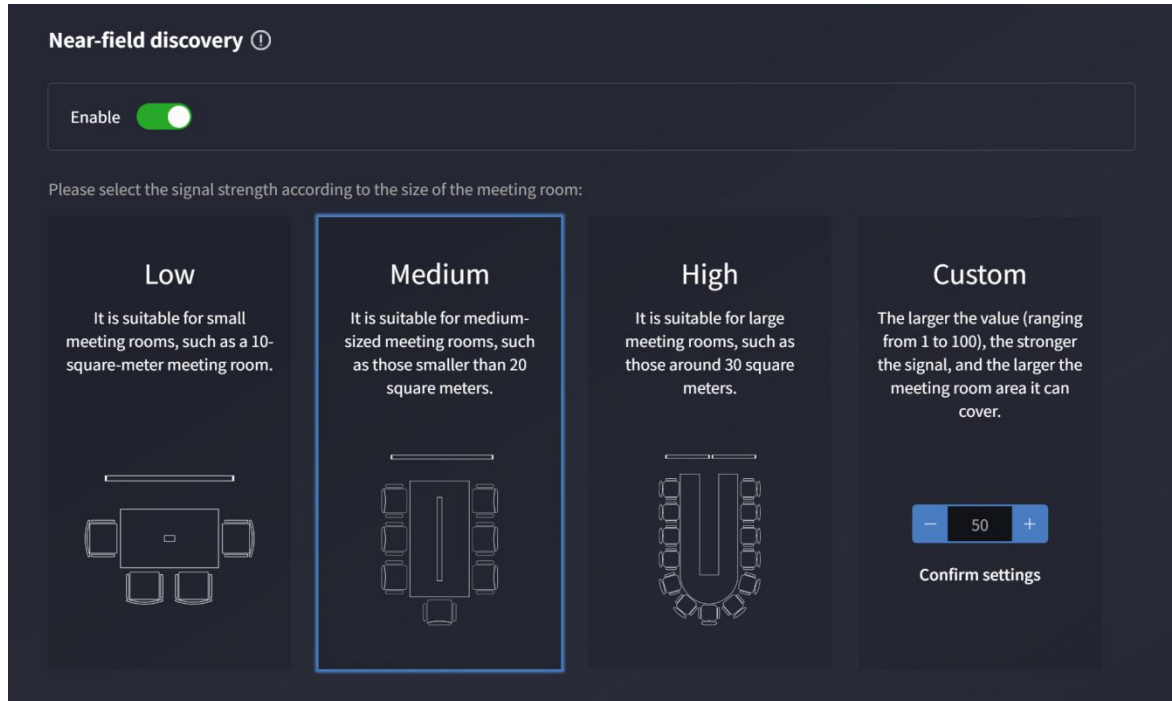 Near-field discovery
Enable
Please select the signal strength according to the size of the meeting room:
Low
It is suitable for small
meeting rooms, such as a 10-
square-meter meeting room.
Medium
It is suitable for medium-
sized meeting rooms, such
as those smaller than 20
square meters.
High
It is suitable for large
meeting rooms, such as
those around 30 square
meters.
Custom
The larger the value (ranging
from 1 to 100), the stronger
the signal, and the larger the
meeting room area it can
cover.
− 50 +
Confirm settings